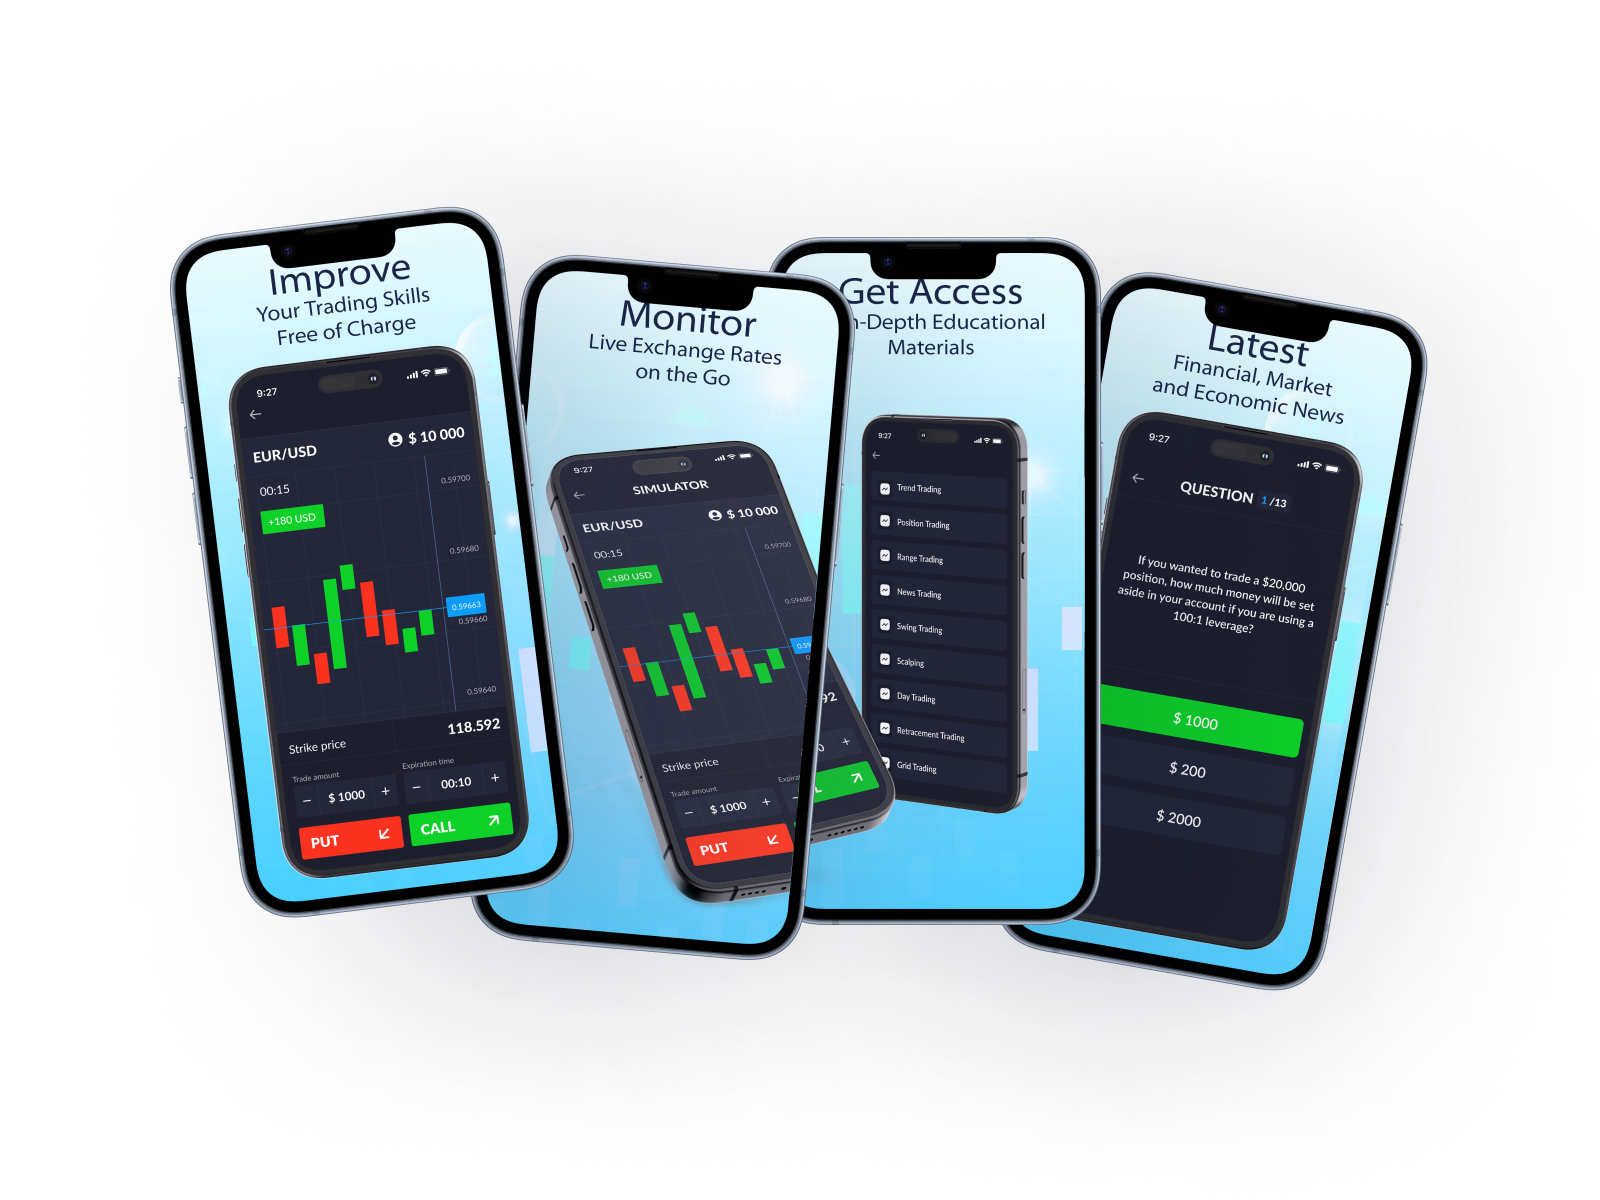 Improve
Your Trading Skills
Free of Charge
9:27
EUR/USD
$ 10 000
00:15
+180 USD
0.59700
0.59680
0.59663
0.59660
0.59640
Strike price
118.592
Trade amount
Expiration time
− $ 1000 +
− 00:10 +
PUT
CALL
Monitor
Live Exchange Rates
on the Go
9:27
SIMULATOR
EUR/USD
$ 10 000
00:15
+180 USD
0.59700
0.59680
Strike price
Trade amount
− $ 1000 +
PUT
Get Access
-Depth Educational
Materials
9:27
Trend Trading
Position Trading
Range Trading
News Trading
Swing Trading
Scalping
Day Trading
Retracement Trading
Grid Trading
Latest
Financial, Market
and Economic News
9:27
QUESTION 1 /13
If you wanted to trade a $20,000
position, how much money will be set
aside in your account if you are using a
100:1 leverage?
$ 1000
$ 200
$ 2000